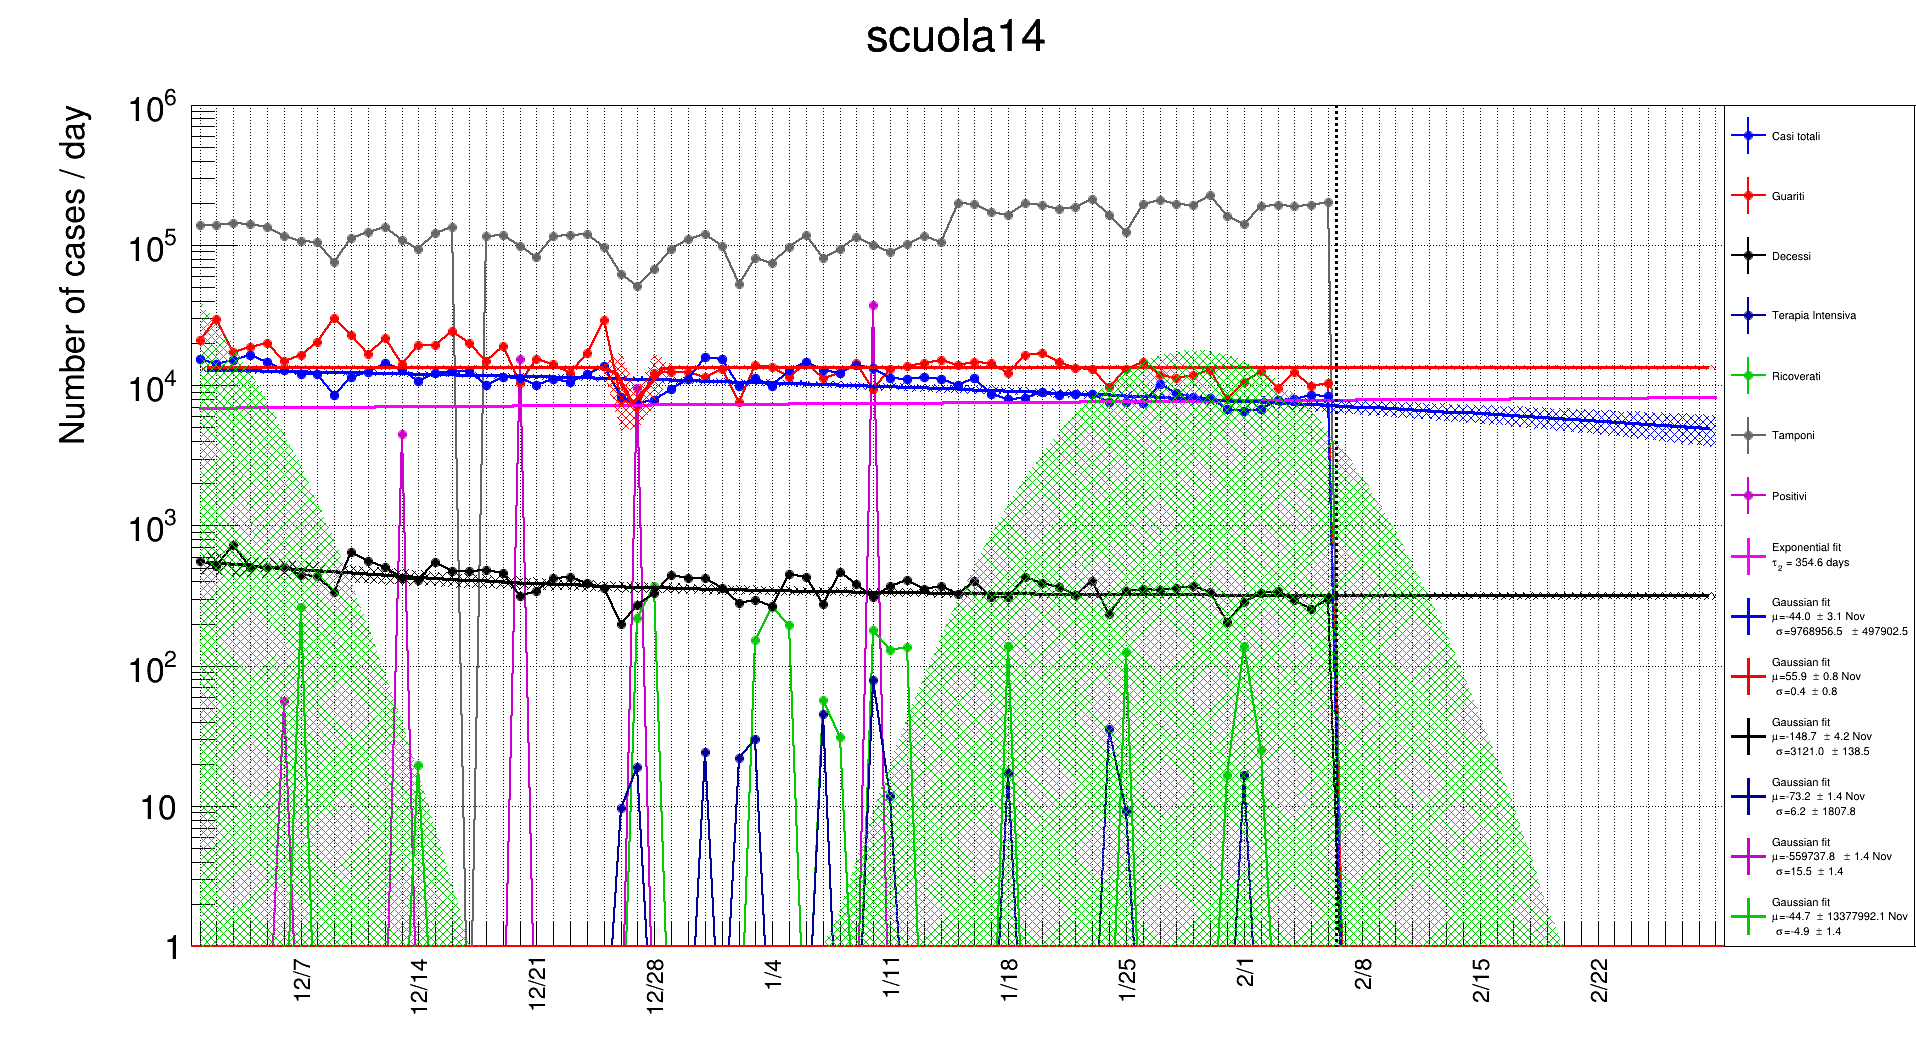 scuola14
Number of cases / day
10^6
10^5
10^4
10^3
10^2
10
1
12/7
12/14
12/21
12/28
1/4
1/11
1/18
1/25
2/1
2/8
2/15
2/22
Casi totali
Guariti
Decessi
Terapia Intensiva
Ricoverati
Tamponi
Positivi
Exponential fit
τ_2 = 354.6 days
Gaussian fit
μ=-44.0 ± 3.1 Nov
σ=9768956.5 ± 497902.5
Gaussian fit
μ=55.9 ± 0.8 Nov
σ=0.4 ± 0.8
Gaussian fit
μ=-148.7 ± 4.2 Nov
σ=3121.0 ± 138.5
Gaussian fit
μ=-73.2 ± 1.4 Nov
σ=6.2 ± 1807.8
Gaussian fit
μ=-559737.8 ± 1.4 Nov
σ=15.5 ± 1.4
Gaussian fit
μ=-44.7 ± 13377992.1 Nov
σ=-4.9 ± 1.4